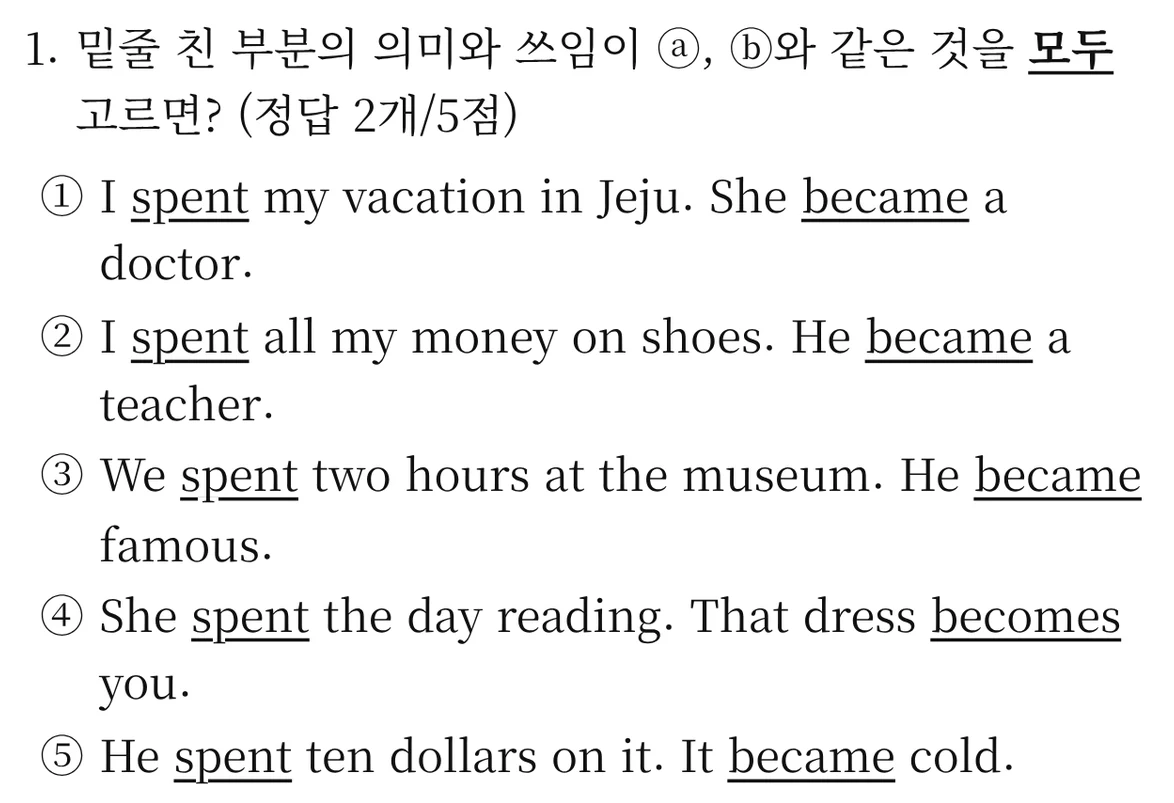 1. 밑줄 친 부분의 의미와 쓰임이 ⓐ, ⓑ와 같은 것을 모두
고르면? (정답 2개/5점)
① I spent my vacation in Jeju. She became a
doctor.
② I spent all my money on shoes. He became a
teacher.
③ We spent two hours at the museum. He became
famous.
④ She spent the day reading. That dress becomes
you.
⑤ He spent ten dollars on it. It became cold.